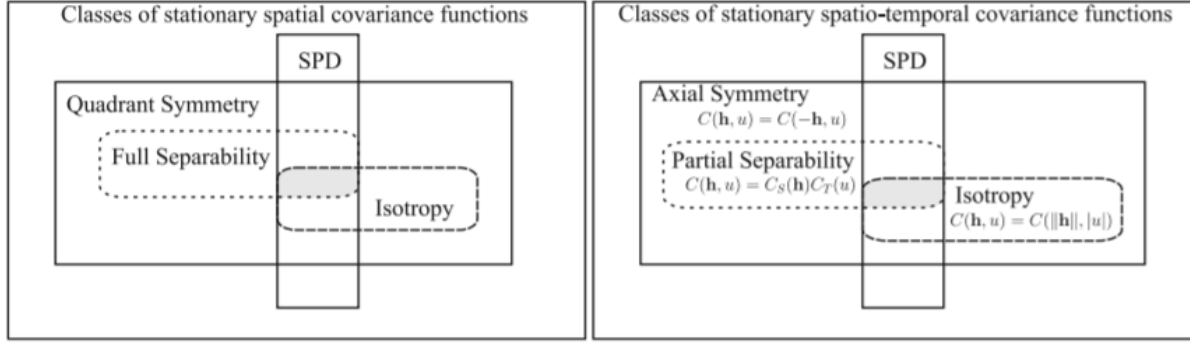 Classes of stationary spatial covariance functions
SPD
Quadrant Symmetry
Full Separability
Isotropy
Classes of stationary spatio-temporal covariance functions
SPD
Axial Symmetry
C(𝐡, u) = C(−𝐡, u)
Partial Separability
C(𝐡, u) = C_S(𝐡)C_T(u)
Isotropy
C(𝐡, u) = C(‖𝐡‖, |u|)